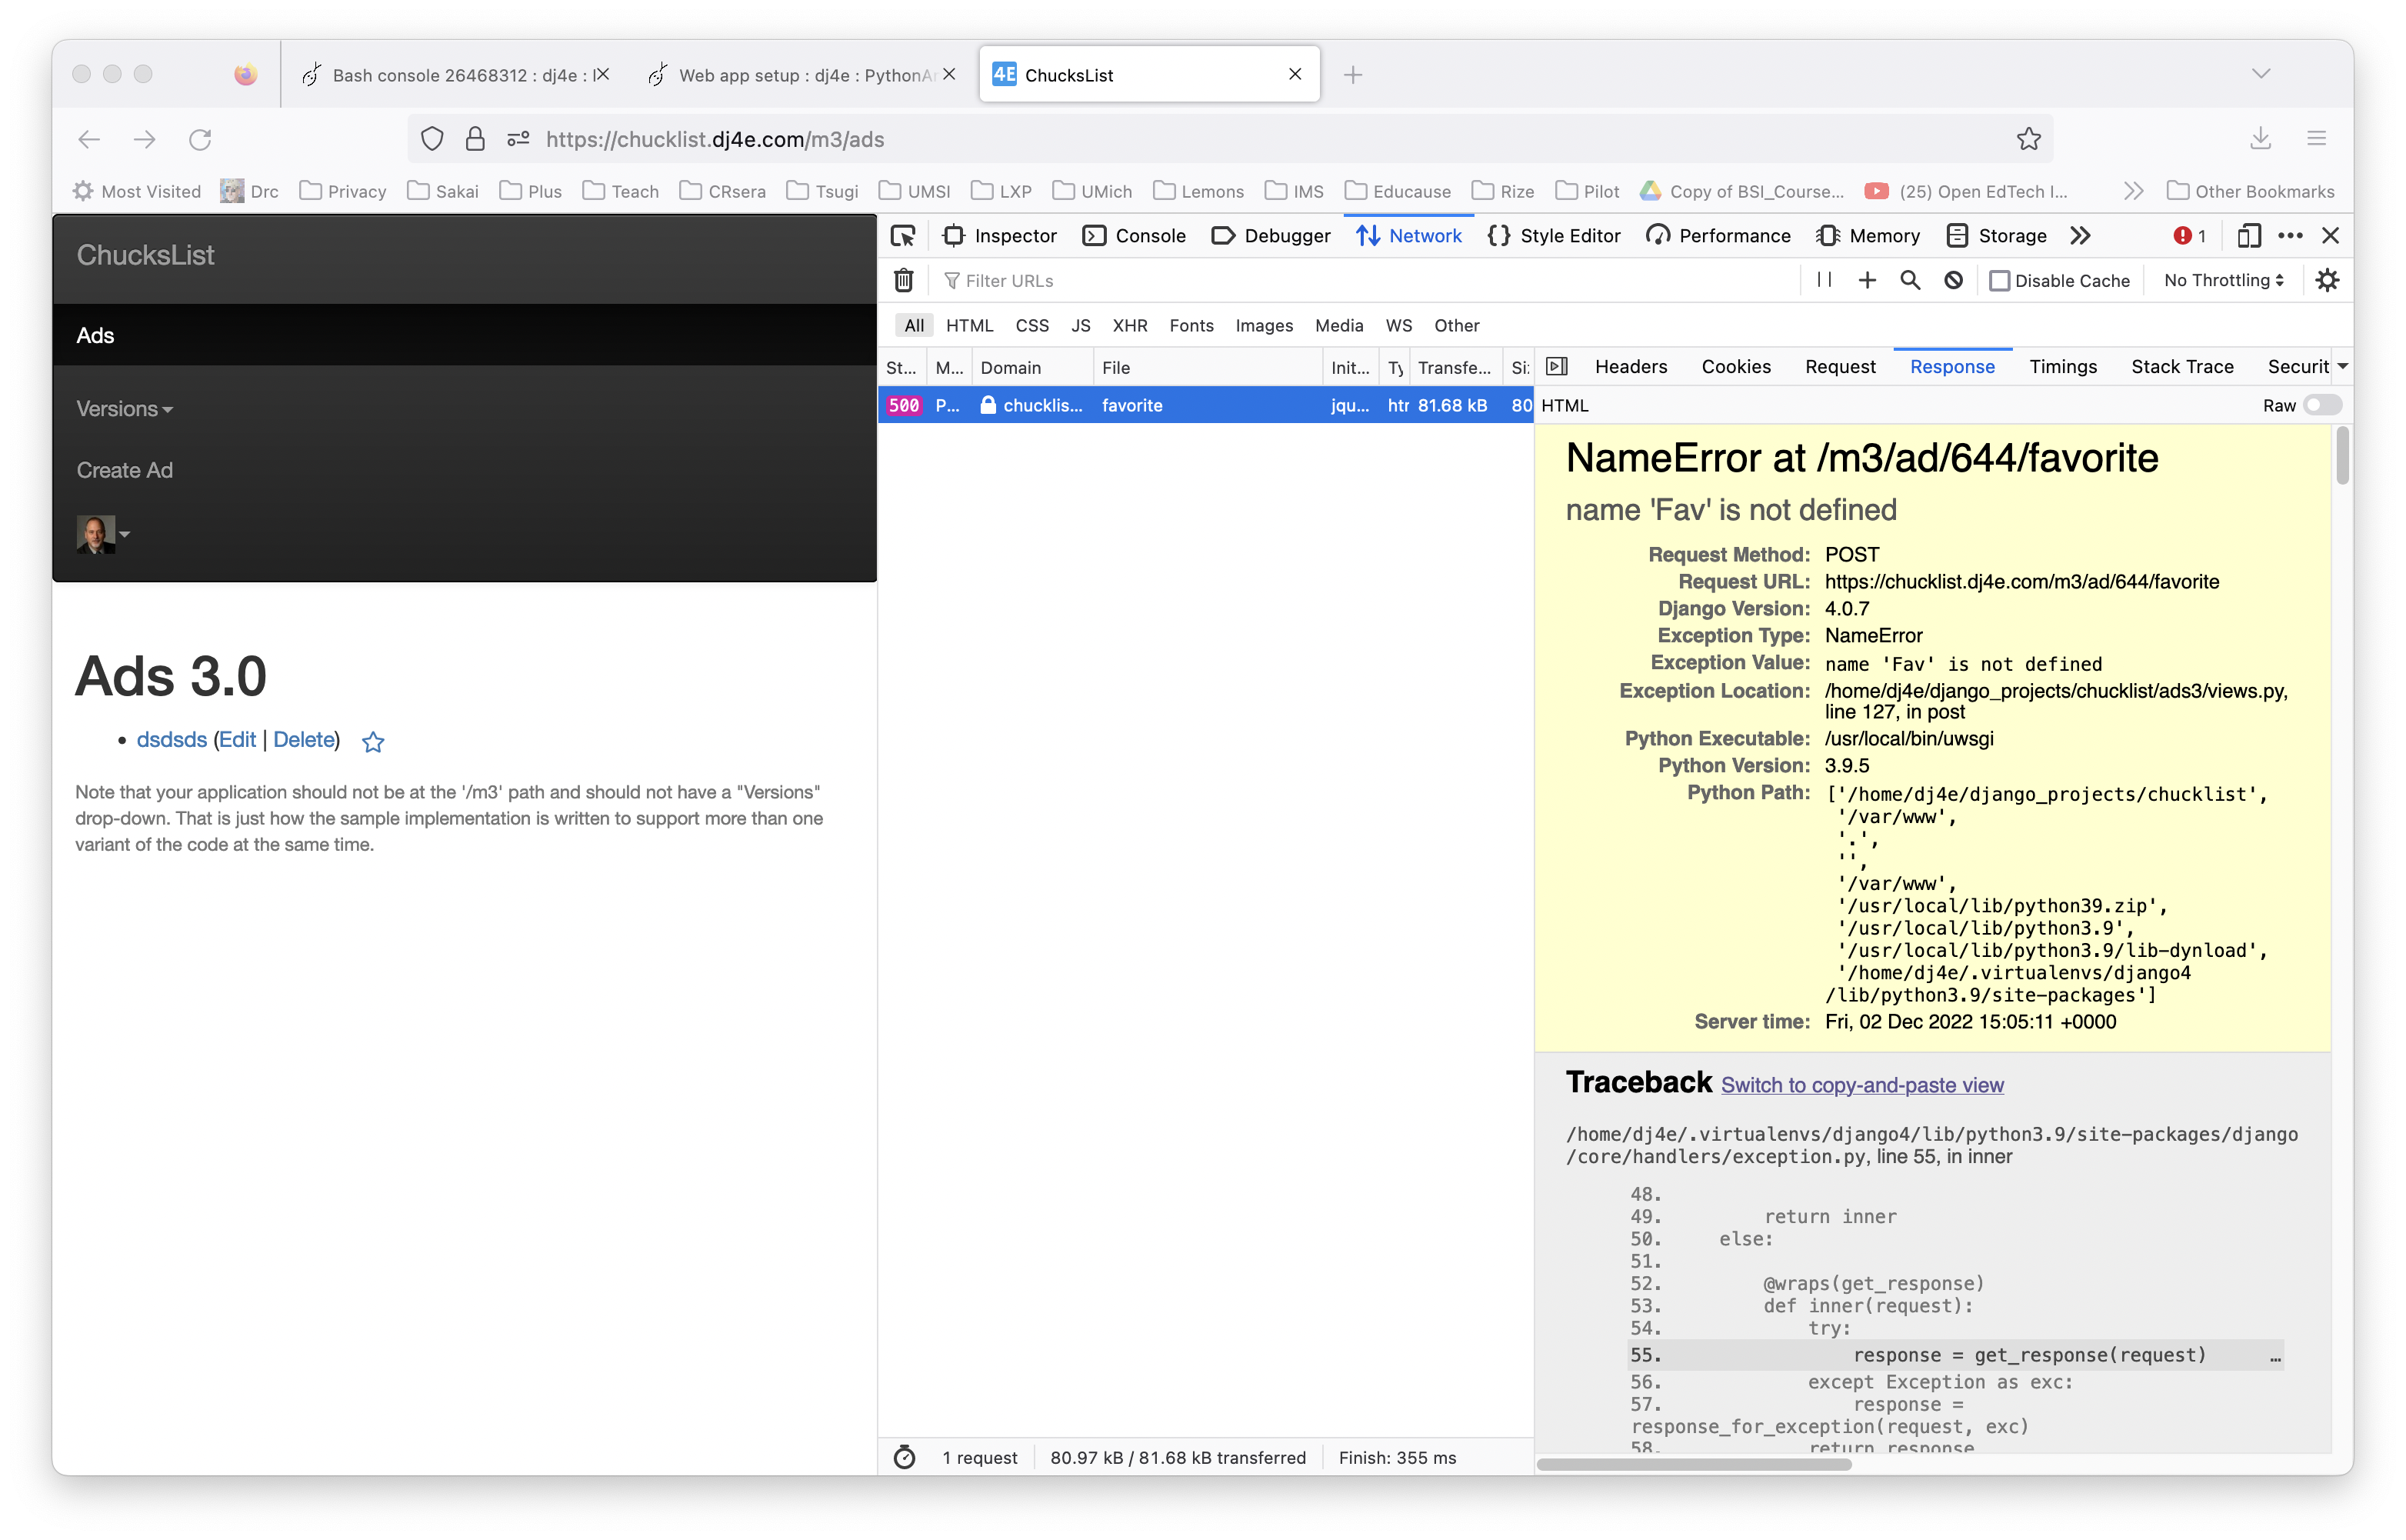 Bash console 26468312 : dj4e : 
Web app setup : dj4e : PythonAn
4E ChucksList
https://chucklist.dj4e.com/m3/ads
Most Visited Drc Privacy Sakai Plus Teach CRsera Tsugi UMSI LXP UMich Lemons IMS Educause Rize Pilot Copy of BSI_Course... (25) Open EdTech I... Other Bookmarks
ChucksList
Ads
Versions
Create Ad
Ads 3.0
• dsdsds (Edit | Delete)
Note that your application should not be at the '/m3' path and should not have a "Versions"
drop-down. That is just how the sample implementation is written to support more than one
variant of the code at the same time.
Inspector Console Debugger Network Style Editor Performance Memory Storage 1
Filter URLs Disable Cache No Throttling
All HTML CSS JS XHR Fonts Images Media WS Other
St... M... Domain File Init... Ty Transfe... Si
500 P... chucklis... favorite jqu... htr 81.68 kB 80
1 request 80.97 kB / 81.68 kB transferred Finish: 355 ms
Headers Cookies Request Response Timings Stack Trace Securit
HTML Raw
NameError at /m3/ad/644/favorite
name 'Fav' is not defined
Request Method: POST
Request URL: https://chucklist.dj4e.com/m3/ad/644/favorite
Django Version: 4.0.7
Exception Type: NameError
Exception Value: name 'Fav' is not defined
Exception Location: /home/dj4e/django_projects/chucklist/ads3/views.py,
line 127, in post
Python Executable: /usr/local/bin/uwsgi
Python Version: 3.9.5
Python Path: ['/home/dj4e/django_projects/chucklist',
'/var/www',
'.',
'',
'/var/www',
'/usr/local/lib/python39.zip',
'/usr/local/lib/python3.9',
'/usr/local/lib/python3.9/lib-dynload',
'/home/dj4e/.virtualenvs/django4
/lib/python3.9/site-packages']
Server time: Fri, 02 Dec 2022 15:05:11 +0000
Traceback Switch to copy-and-paste view
/home/dj4e/.virtualenvs/django4/lib/python3.9/site-packages/django
/core/handlers/exception.py, line 55, in inner
48.
49. return inner
50. else:
51.
52. @wraps(get_response)
53. def inner(request):
54. try:
55. response = get_response(request) …
56. except Exception as exc:
57. response =
response_for_exception(request, exc)
58. return response